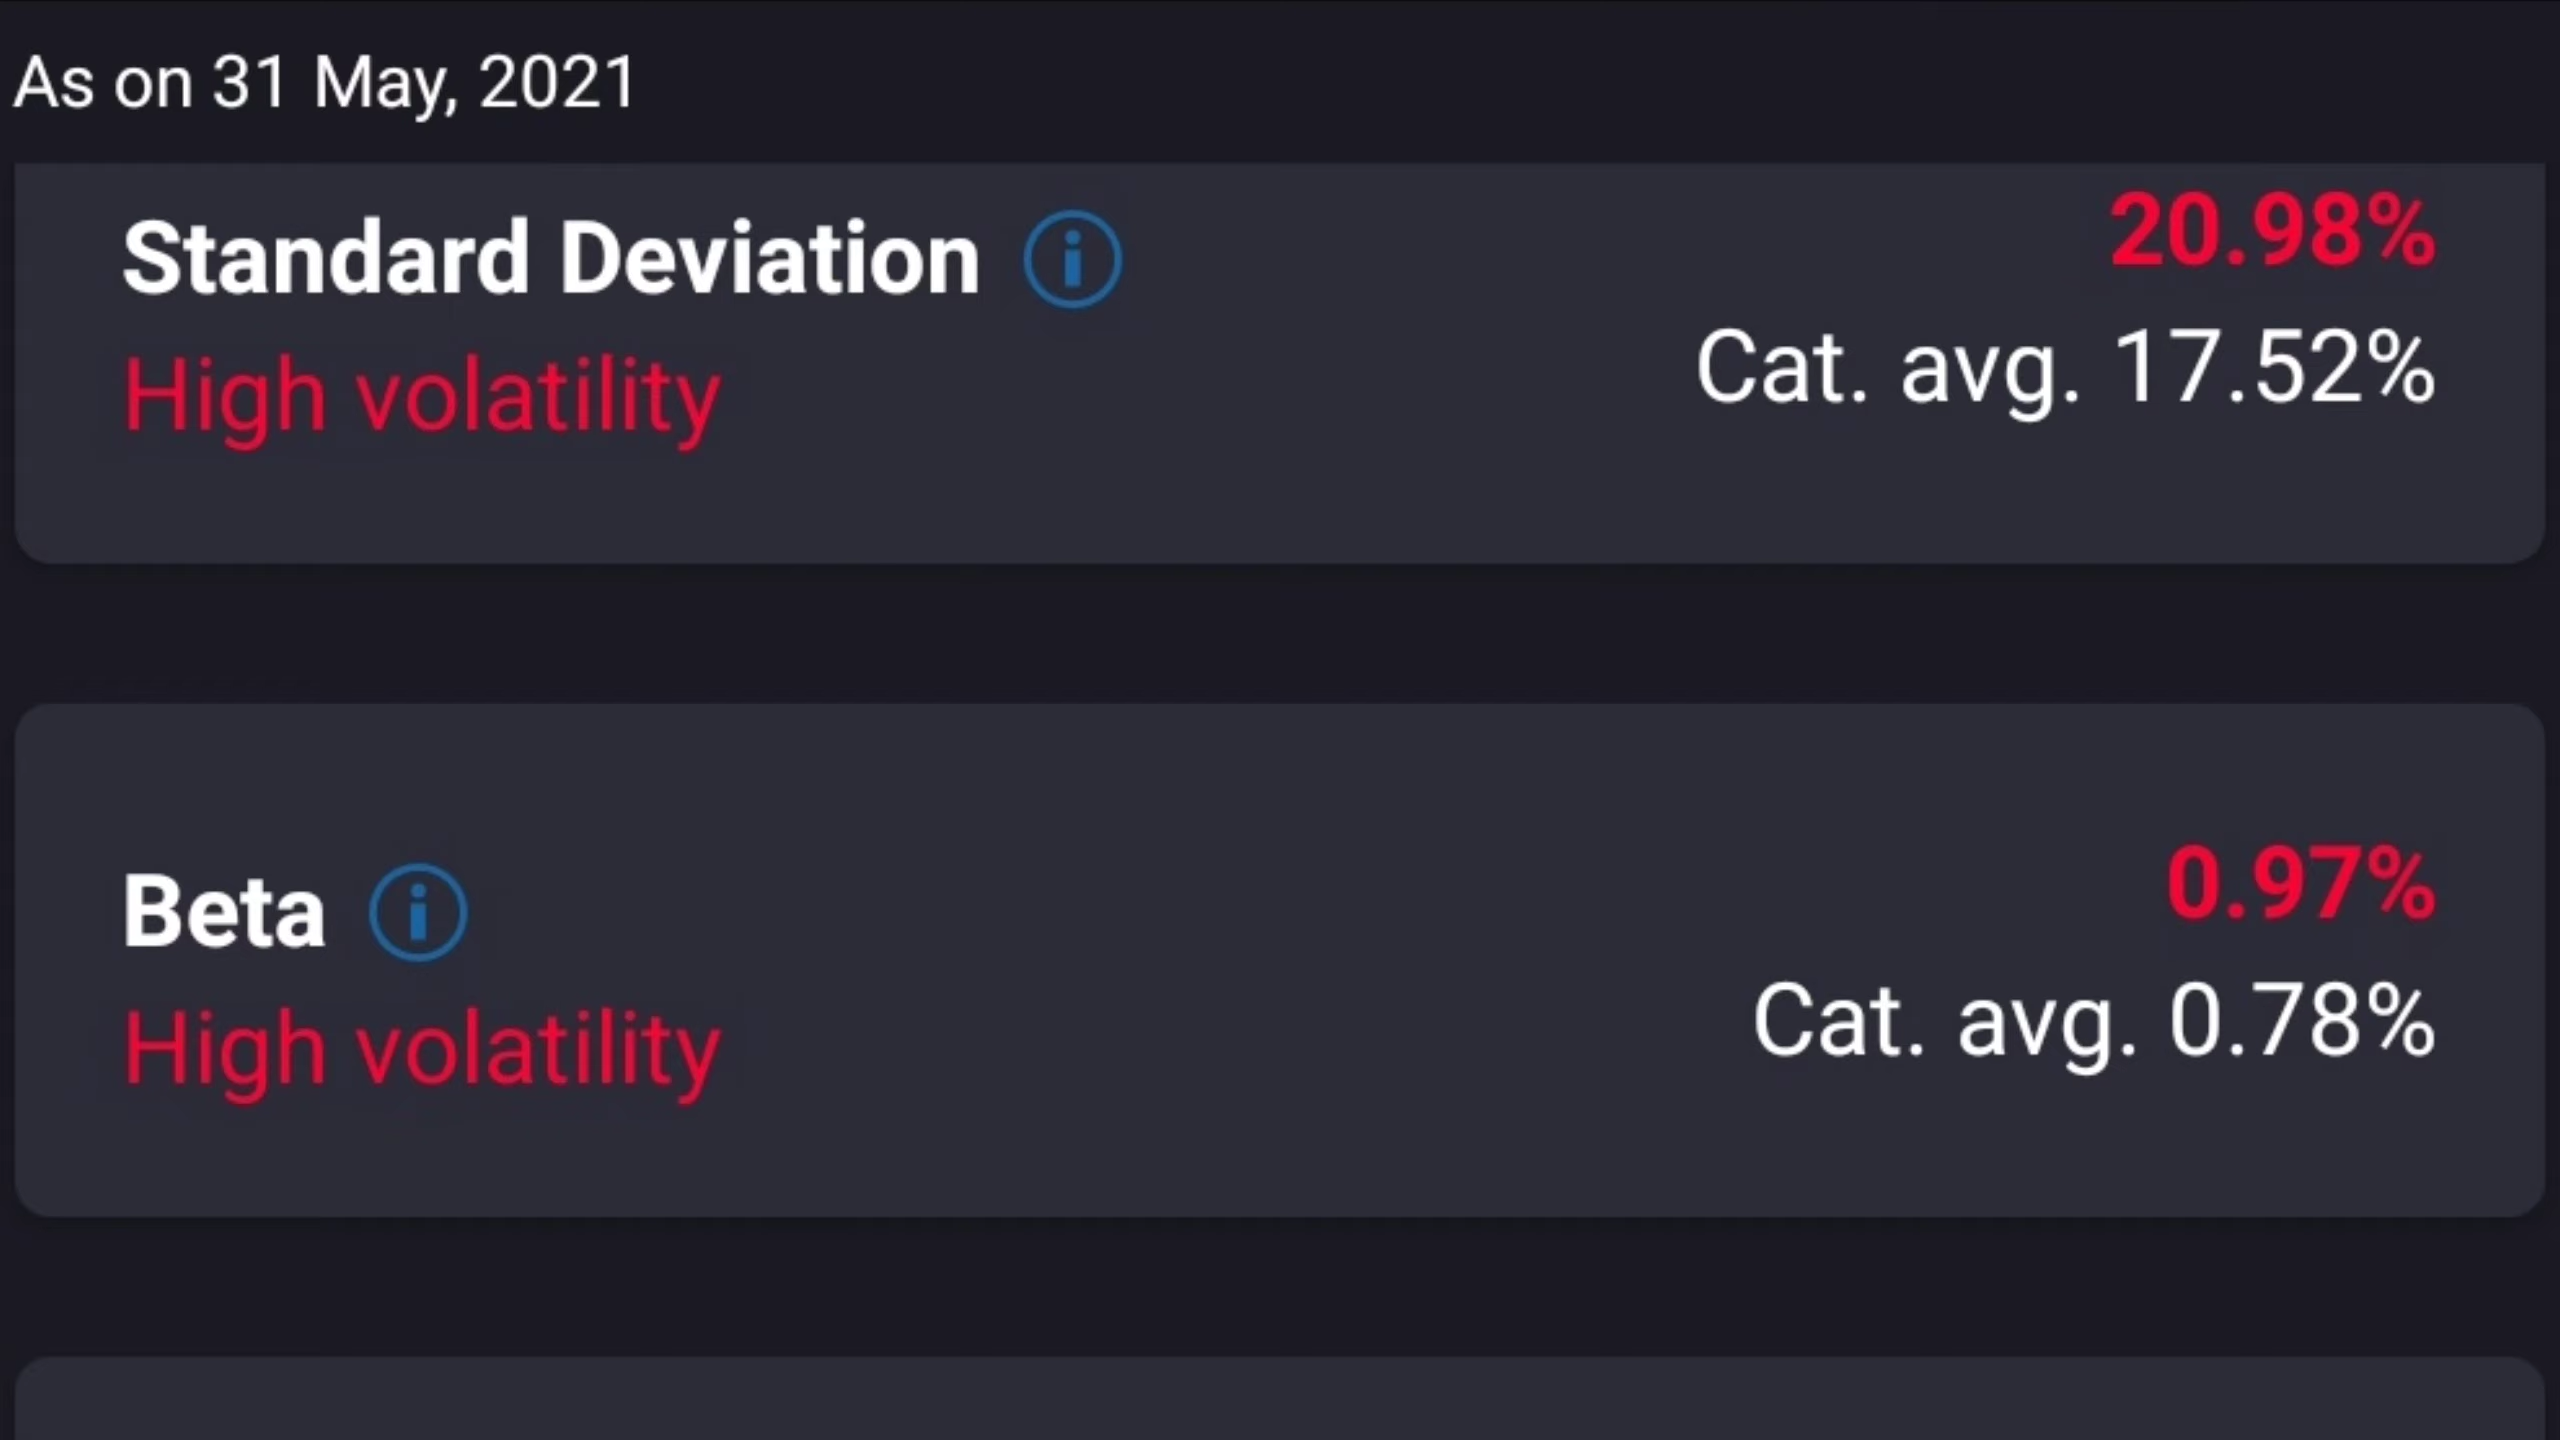 As on 31 May, 2021
Standard Deviation
20.98%
High volatility
Cat. avg. 17.52%
Beta
0.97%
High volatility
Cat. avg. 0.78%